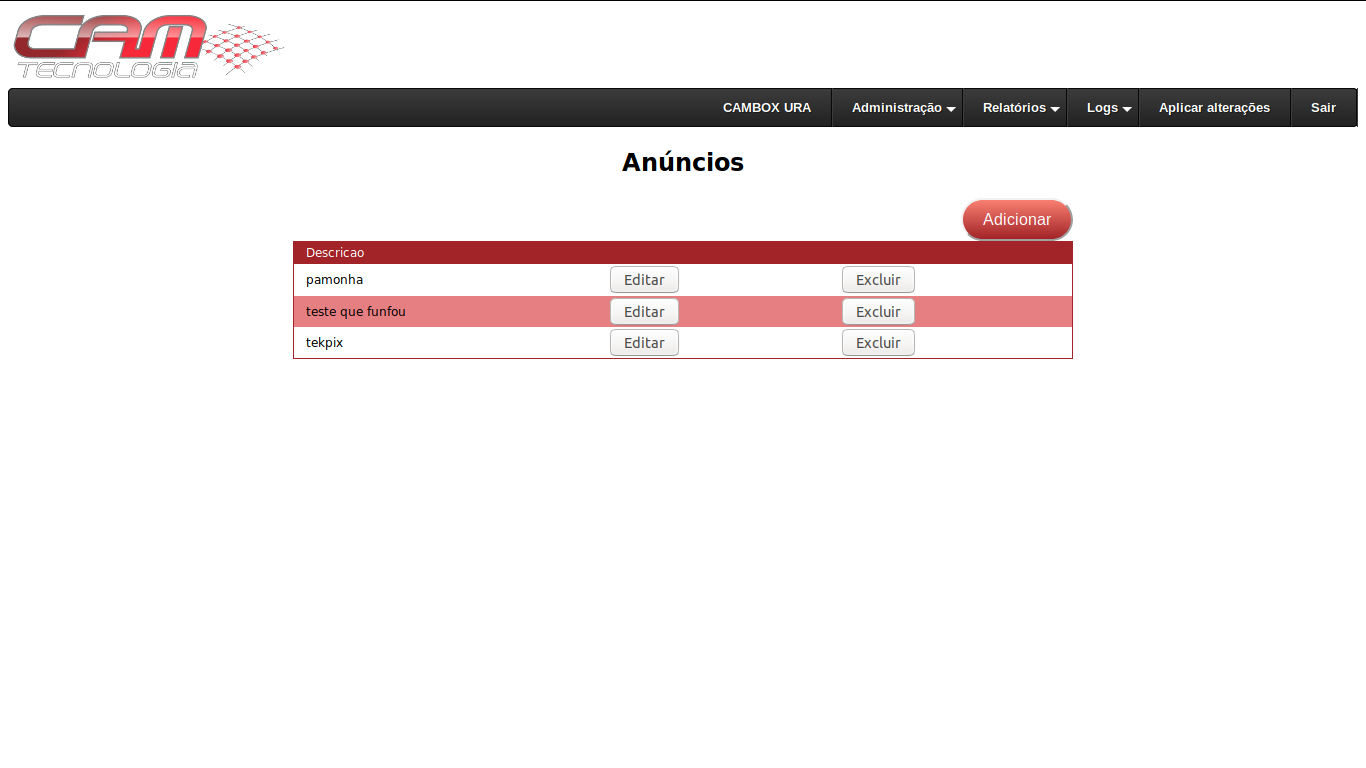 CAM
TECNOLOGIA
CAMBOX URA Administração Relatórios Logs Aplicar alterações Sair
Anúncios
Adicionar
Descricao
pamonha Editar Excluir
teste que funfou Editar Excluir
tekpix Editar Excluir